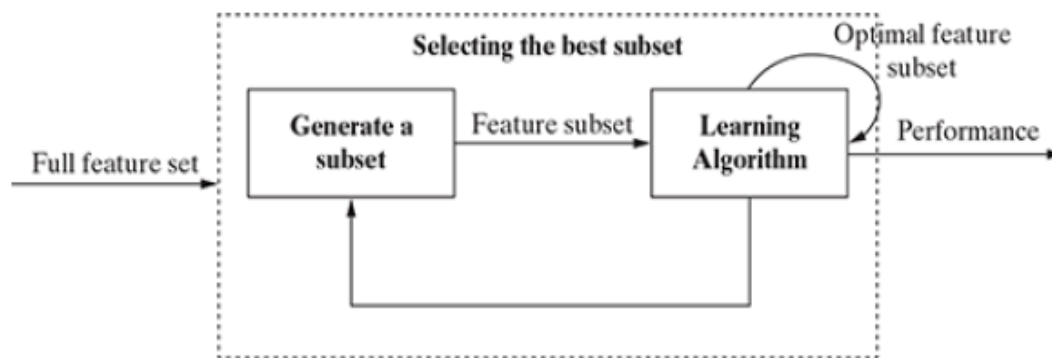 Selecting the best subset
Optimal feature
subset
Full feature set
Generate a
subset
Feature subset
Learning
Algorithm
Performance